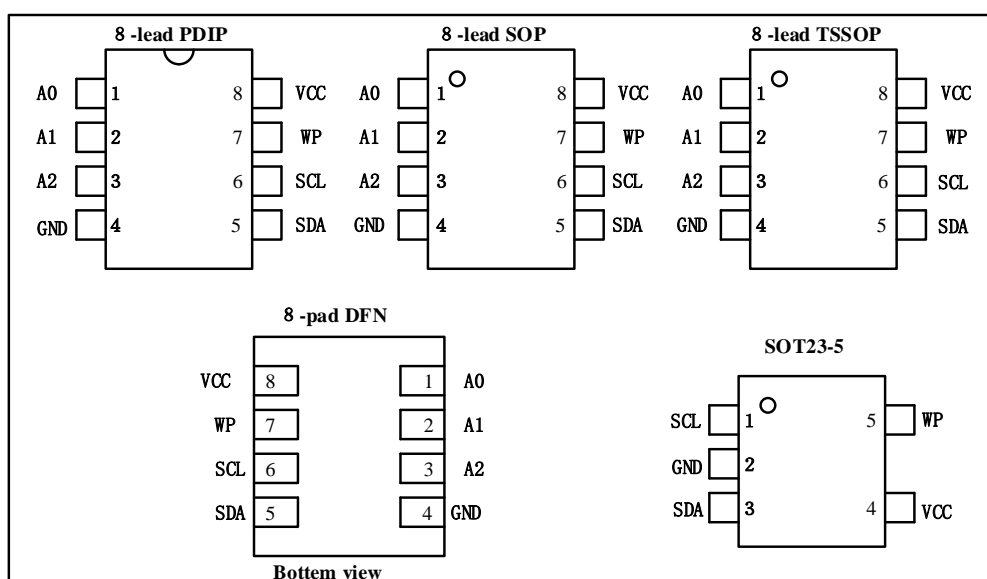 8 -lead PDIP 8 -lead SOP 8 -lead TSSOP
A0 1 8 VCC A0 1 8 VCC A0 1 8 VCC
A1 2 7 WP A1 2 7 WP A1 2 7 WP
A2 3 6 SCL A2 3 6 SCL A2 3 6 SCL
GND 4 5 SDA GND 4 5 SDA GND 4 5 SDA
8 -pad DFN
VCC 8 1 A0
WP 7 2 A1
SCL 6 3 A2
SDA 5 4 GND
Bottem view
SOT23-5
SCL 1 5 WP
GND 2
SDA 3 4 VCC